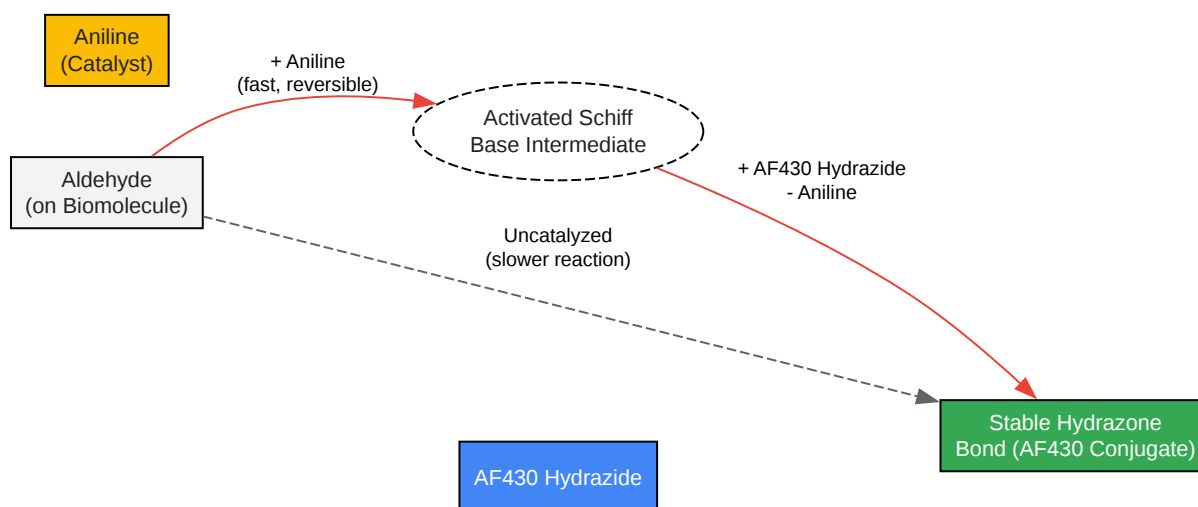 Aniline
(Catalyst)
+ Aniline
(fast, reversible)
Activated Schiff
Base Intermediate
Aldehyde
(on Biomolecule)
+ AF430 Hydrazide
- Aniline
Uncatalyzed
(slower reaction)
Stable Hydrazone
Bond (AF430 Conjugate)
AF430 Hydrazide